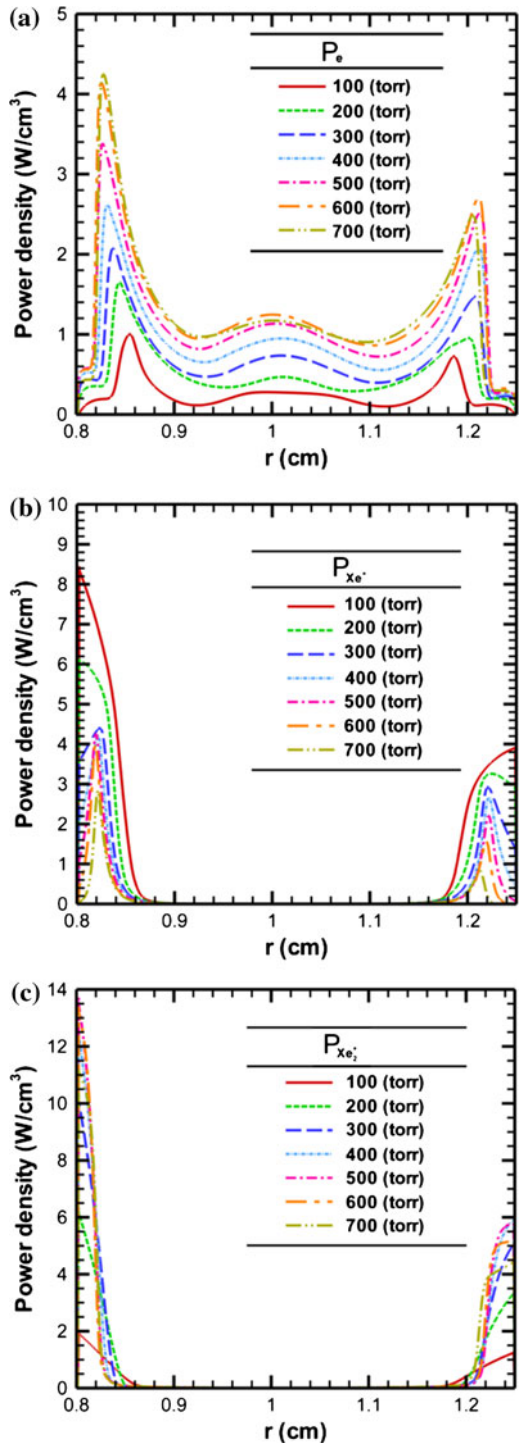 (a)
5
4
3
2
1
0
Power density (W/cm³)
Pe
100 (torr)
200 (torr)
300 (torr)
400 (torr)
500 (torr)
600 (torr)
700 (torr)
0.8 0.9 1 1.1 1.2
r (cm)
(b)
10
9
8
7
6
5
4
3
2
1
0
Power density (W/cm³)
P Xe⁺
100 (torr)
200 (torr)
300 (torr)
400 (torr)
500 (torr)
600 (torr)
700 (torr)
0.8 0.9 1 1.1 1.2
r (cm)
(c)
14
12
10
8
6
4
2
0
Power density (W/cm³)
P Xe₂⁺
100 (torr)
200 (torr)
300 (torr)
400 (torr)
500 (torr)
600 (torr)
700 (torr)
0.8 0.9 1 1.1 1.2
r (cm)